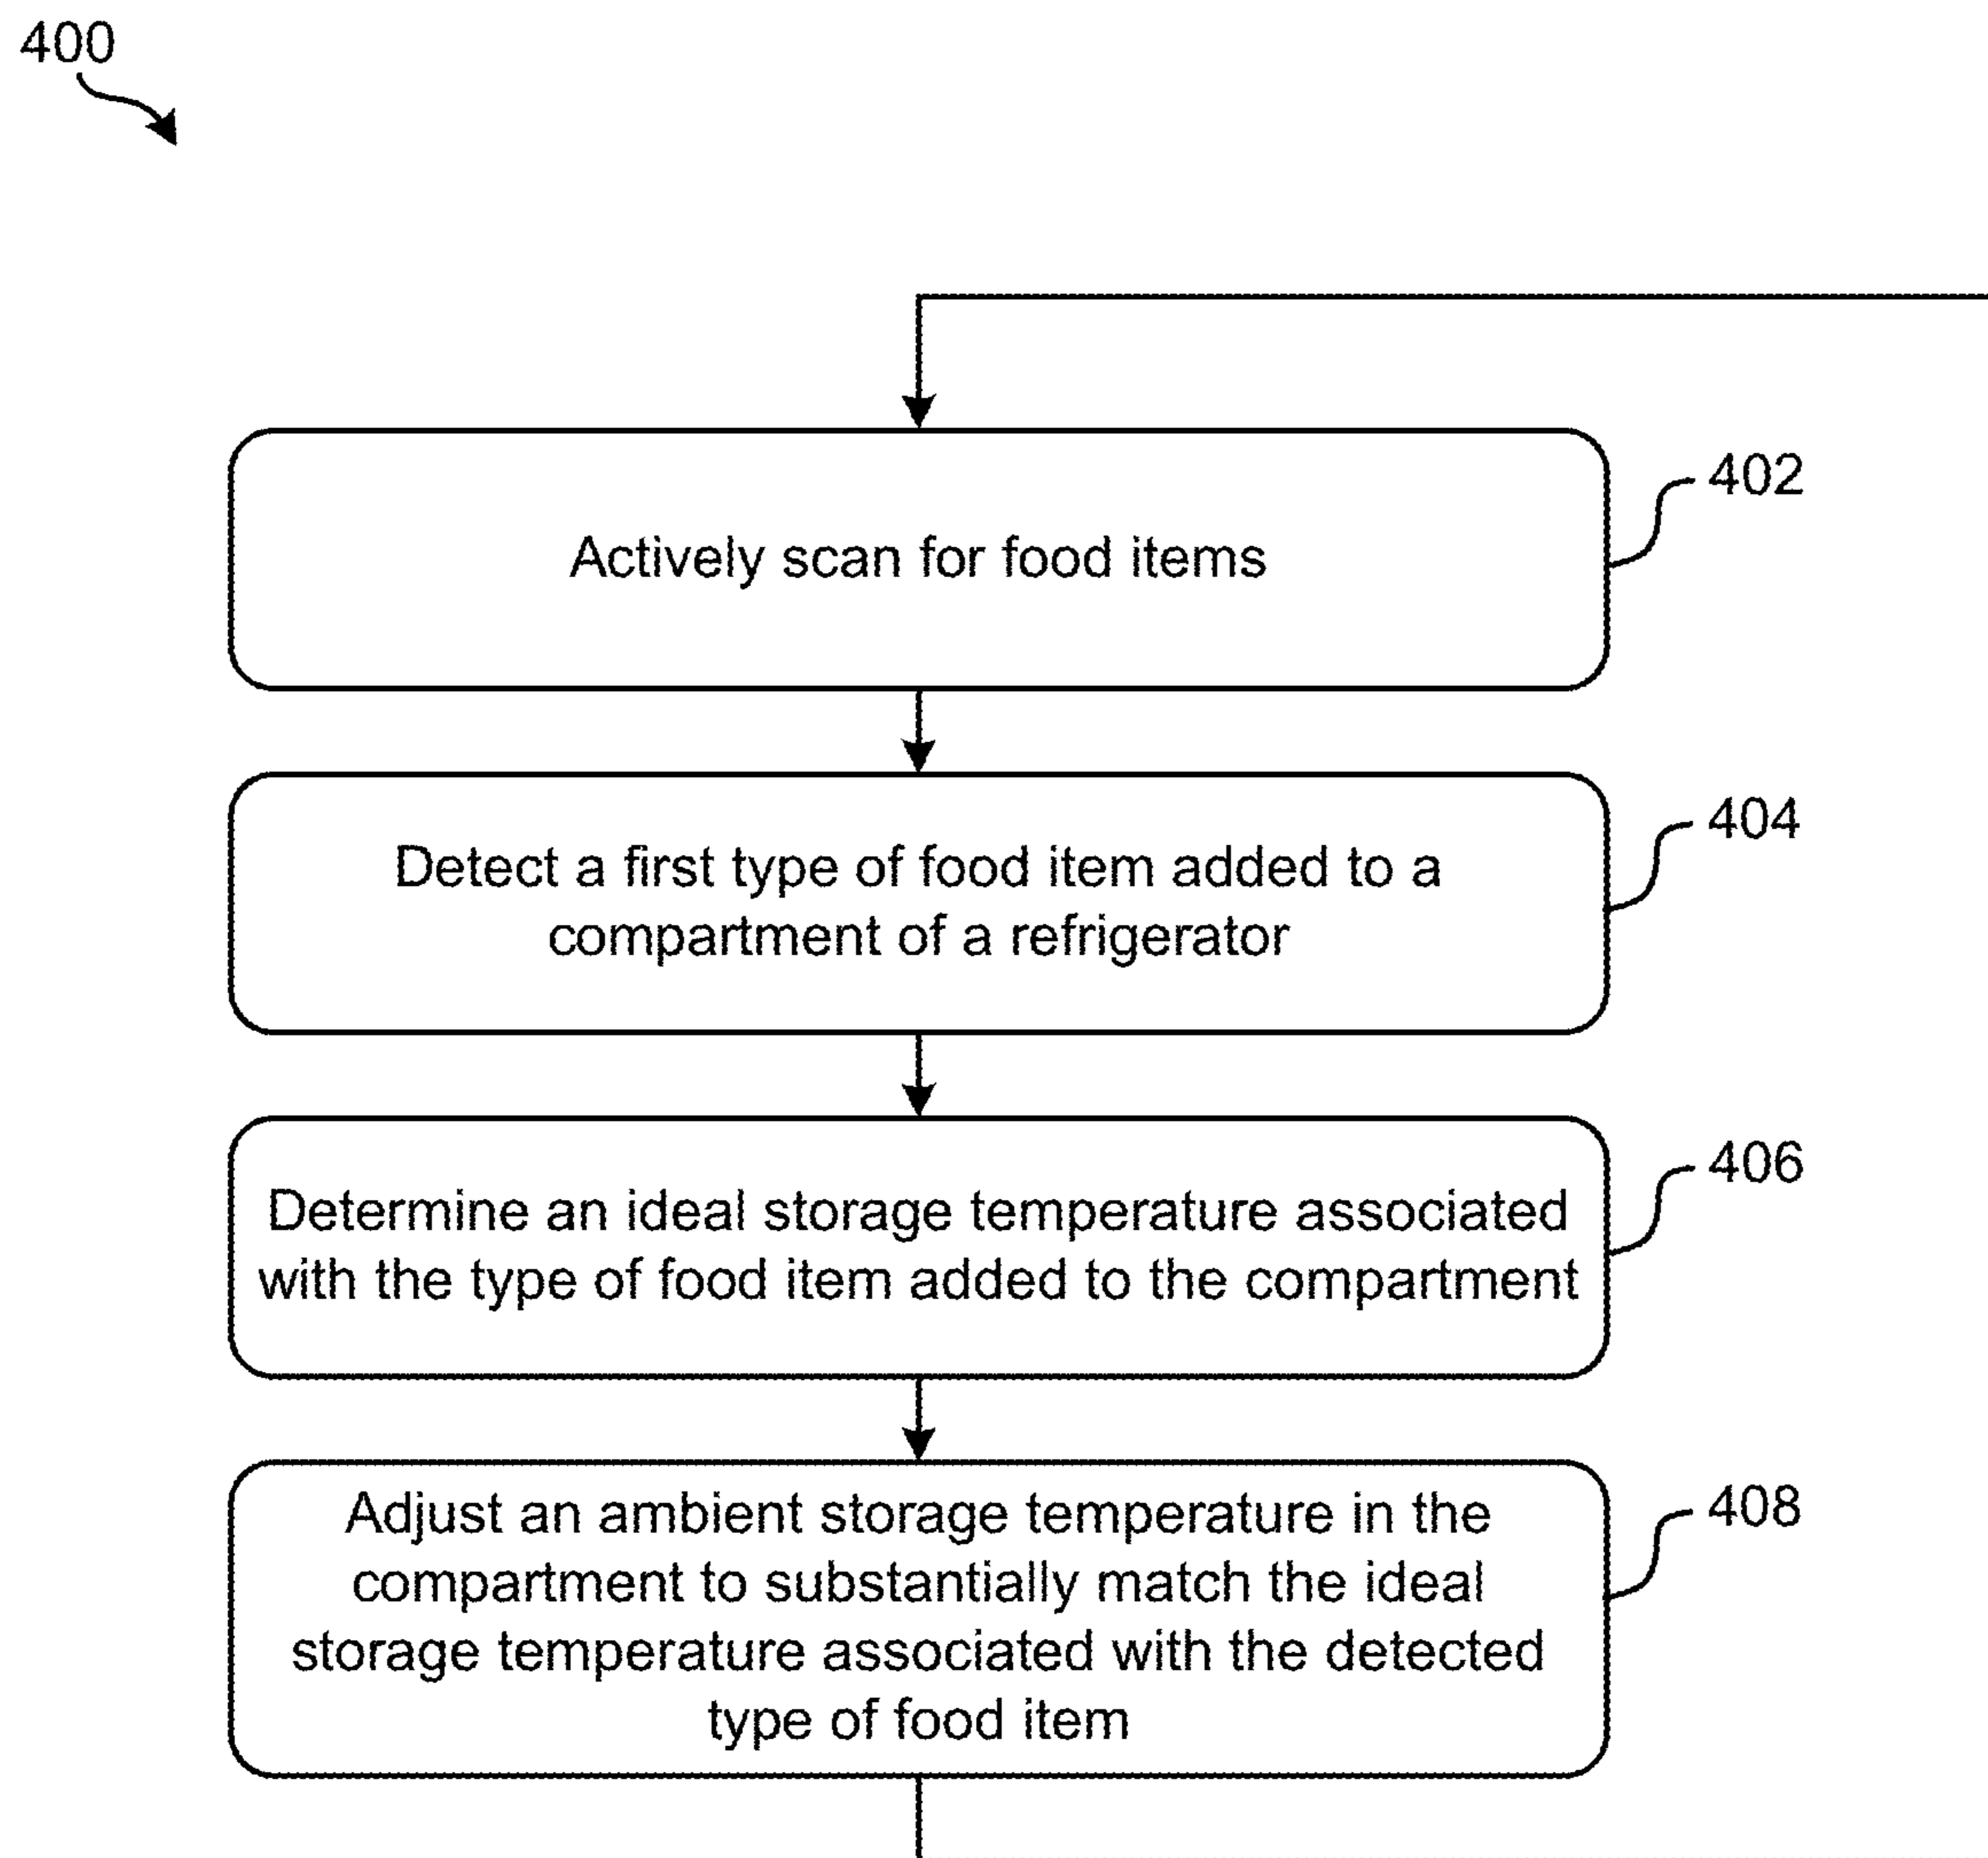 400
402
Actively scan for food items
404
Detect a first type of food item added to a
compartment of a refrigerator
406
Determine an ideal storage temperature associated
with the type of food item added to the compartment
408
Adjust an ambient storage temperature in the
compartment to substantially match the ideal
storage temperature associated with the detected
type of food item